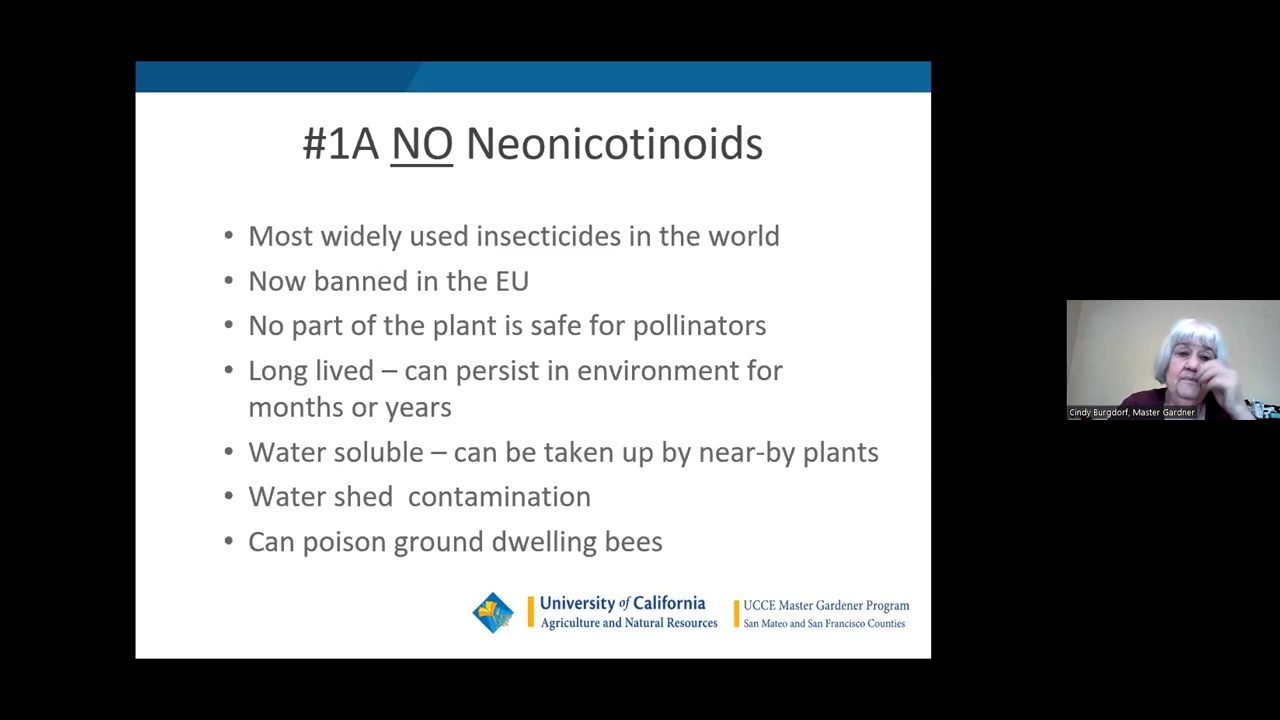 #1A NO Neonicotinoids
• Most widely used insecticides in the world
• Now banned in the EU
• No part of the plant is safe for pollinators
• Long lived – can persist in environment for
months or years
• Water soluble – can be taken up by near-by plants
• Water shed contamination
• Can poison ground dwelling bees
University of California
Agriculture and Natural Resources
UCCE Master Gardener Program
San Mateo and San Francisco Counties
Cindy Burgdorf, Master Gardner